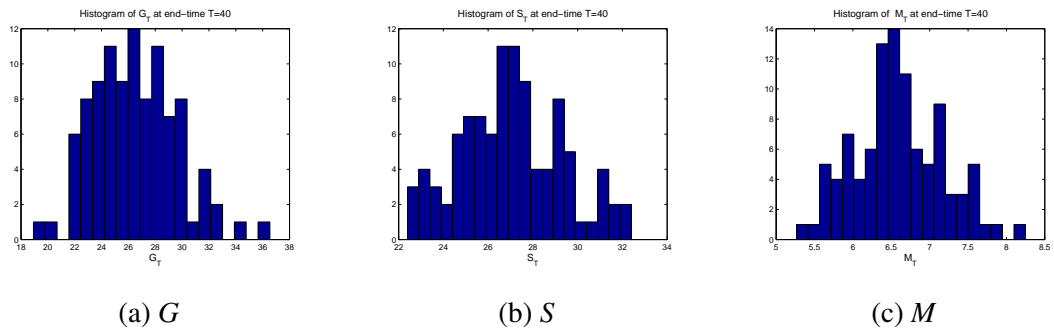 Histogram of G_T at end−time T=40
12
10
8
6
4
2
0
18 20 22 24 26 28 30 32 34 36 38
G_T
(a) G
Histogram of S_T at end−time T=40
12
10
8
6
4
2
0
22 24 26 28 30 32 34
S_T
(b) S
Histogram of M_T at end−time T=40
14
12
10
8
6
4
2
0
5 5.5 6 6.5 7 7.5 8 8.5
M_T
(c) M